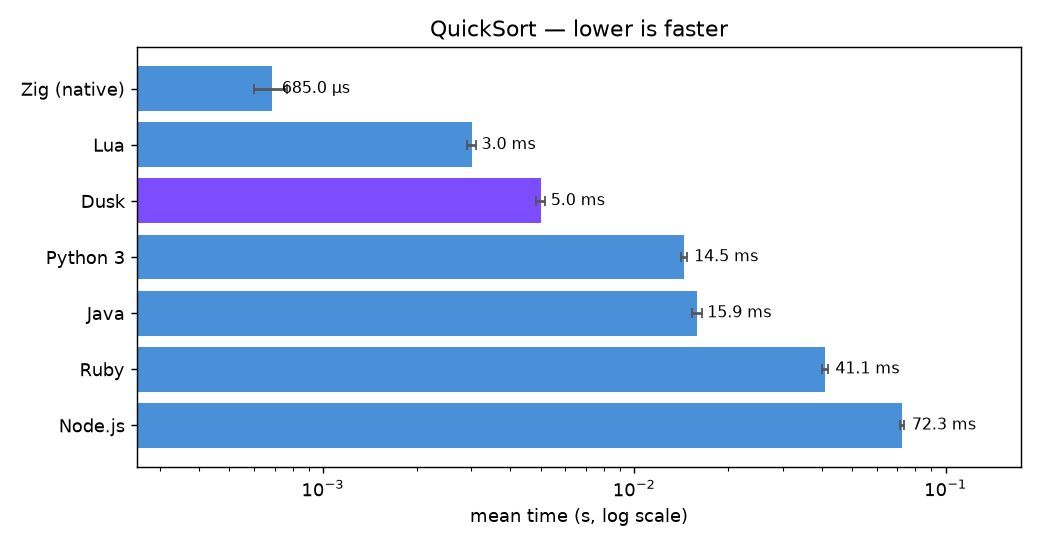 QuickSort — lower is faster
Zig (native)
685.0 µs
Lua
3.0 ms
Dusk
5.0 ms
Python 3
14.5 ms
Java
15.9 ms
Ruby
41.1 ms
Node.js
72.3 ms
10⁻³
10⁻²
10⁻¹
mean time (s, log scale)